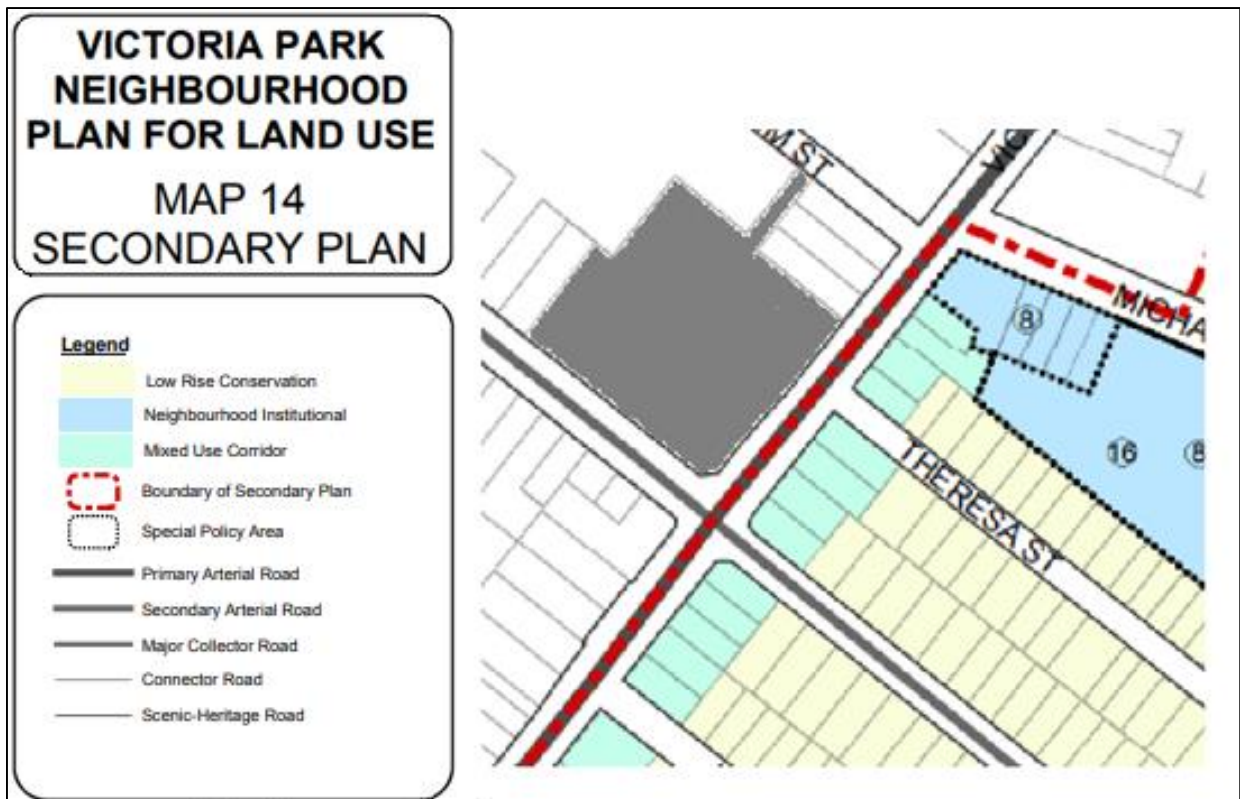 VICTORIA PARK
NEIGHBOURHOOD
PLAN FOR LAND USE
MAP 14
SECONDARY PLAN
Legend
Low Rise Conservation
Neighbourhood Institutional
Mixed Use Corridor
Boundary of Secondary Plan
Special Policy Area
Primary Arterial Road
Secondary Arterial Road
Major Collector Road
Connector Road
Scenic-Heritage Road
M ST
VIC
MICHA
8
16
8
THERESA ST